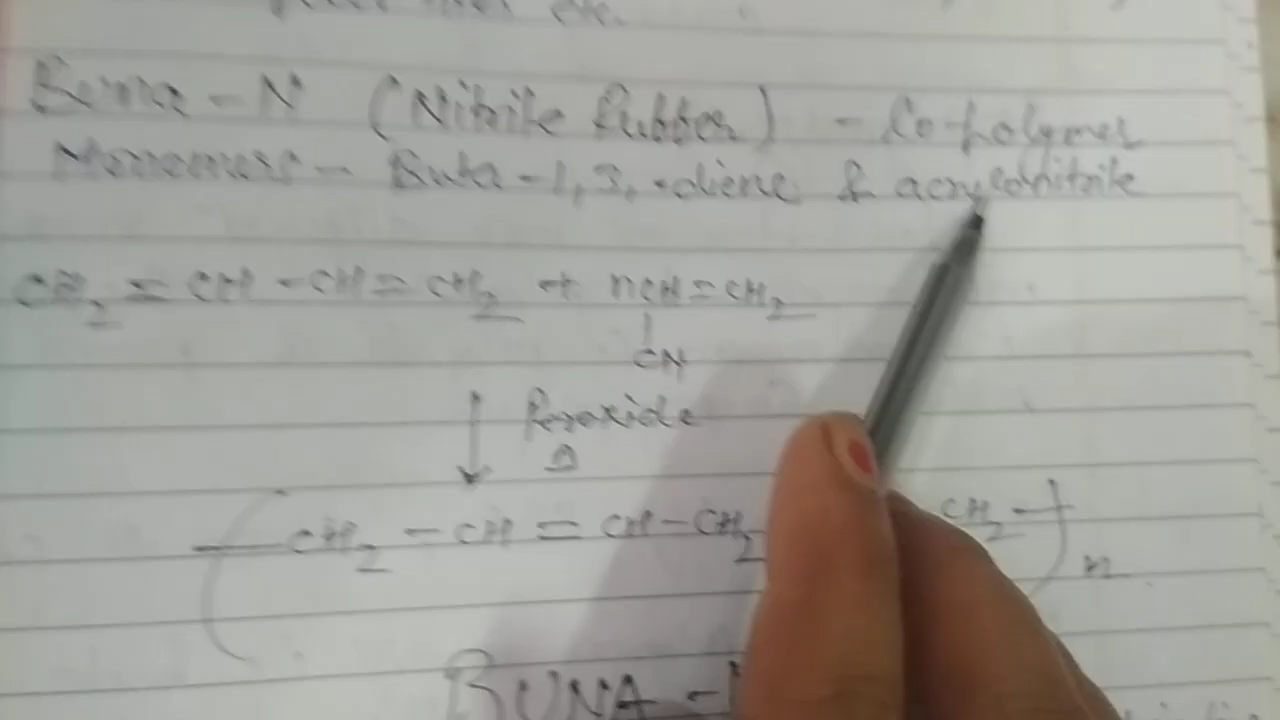 etc.
Buna - N (Nitrile Rubber) - Co-polymer
Monomers - Buta - 1, 3, -diene & acrylonitrile
CH2 = CH - CH = CH2 + nCH = CH2
CN
Peroxide
Δ
( CH2 - CH = CH - CH2 CH2 )n
BUNA -